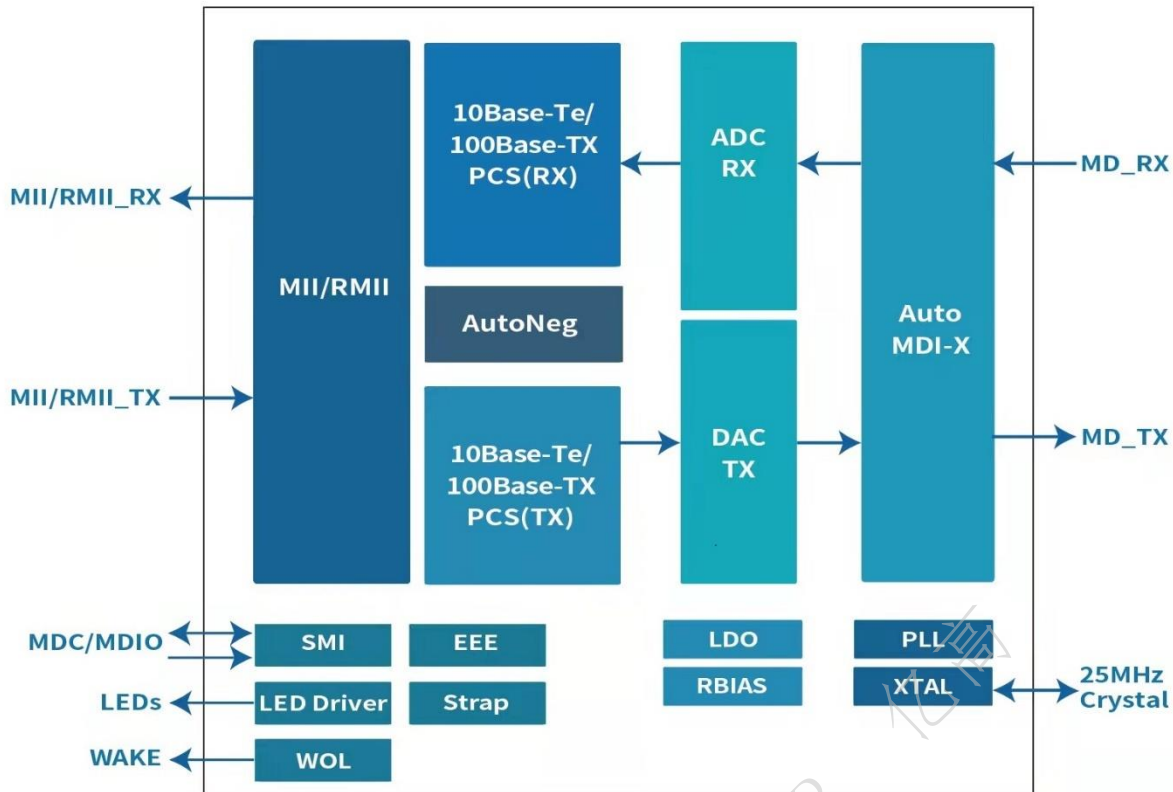 10Base-Te/
100Base-TX
PCS(RX)
ADC
RX
MD_RX
MII/RMII_RX
MII/RMII
AutoNeg
Auto
MDI-X
MII/RMII_TX
10Base-Te/
100Base-TX
PCS(TX)
DAC
TX
MD_TX
MDC/MDIO
SMI
EEE
LDO
PLL
LEDs
LED Driver
Strap
RBIAS
XTAL
25MHz
Crystal
WAKE
WOL
亿高